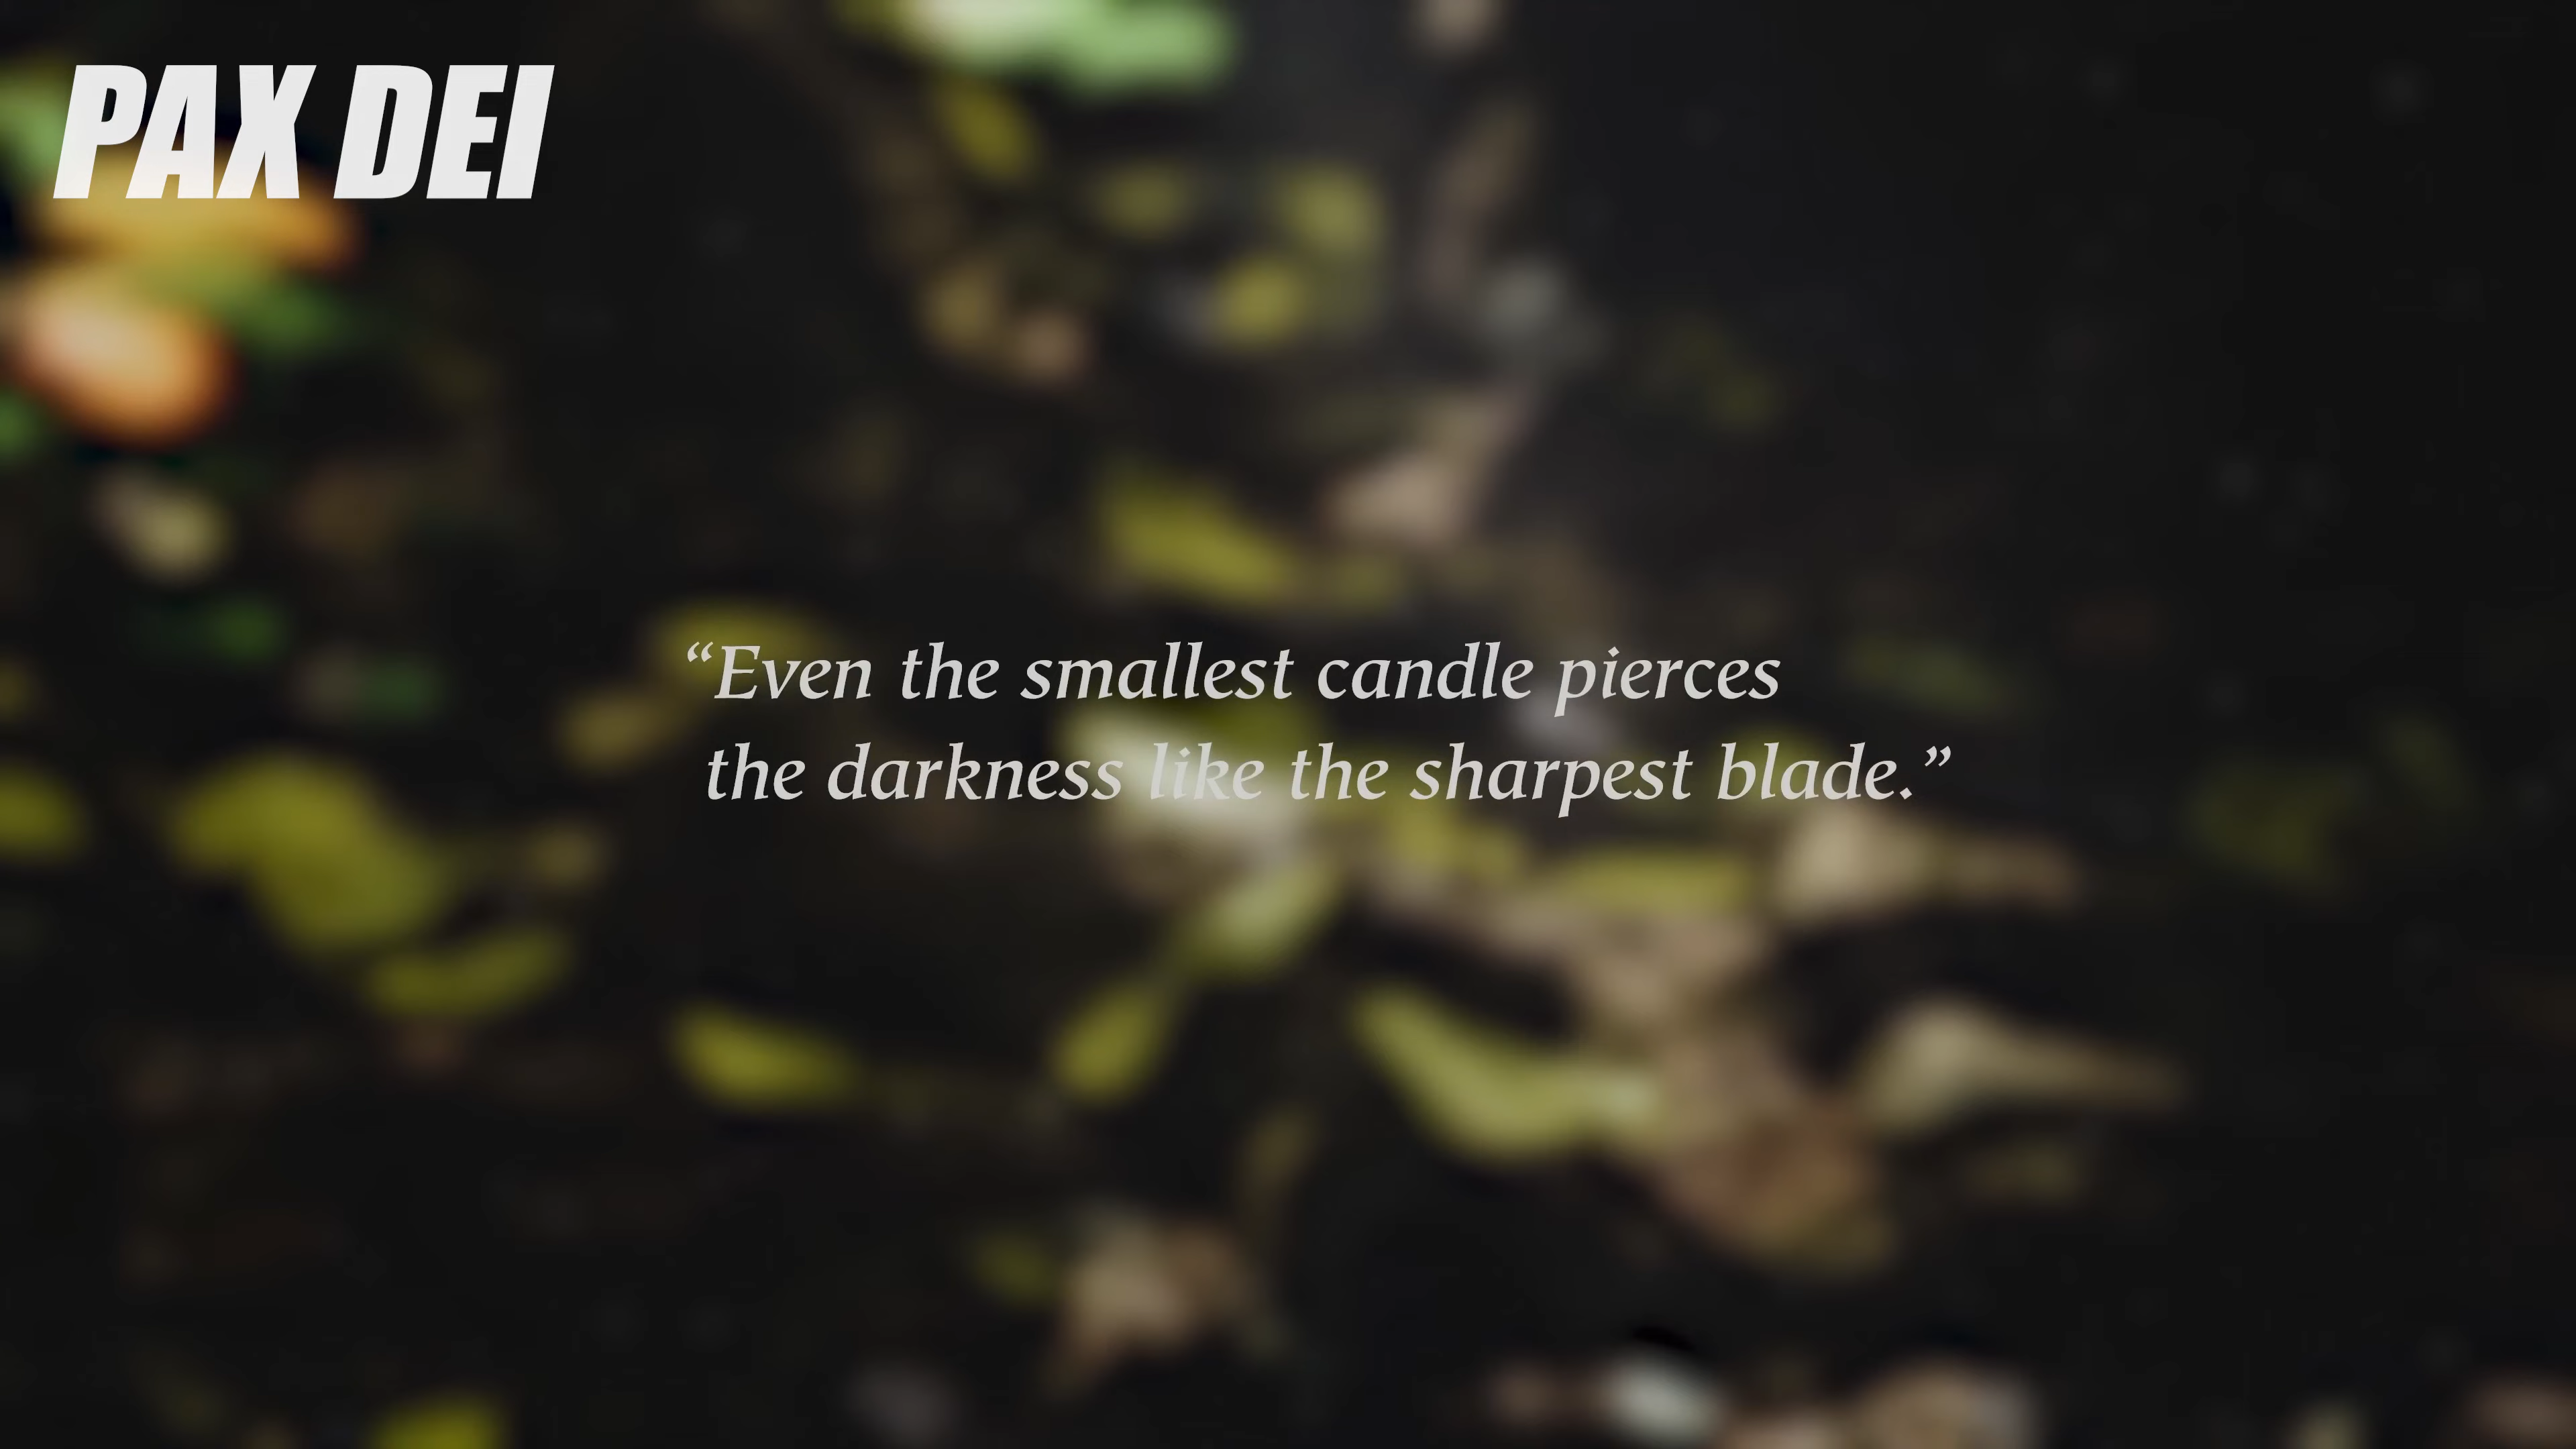 PAX DEI
“Even the smallest candle pierces
the darkness like the sharpest blade.”